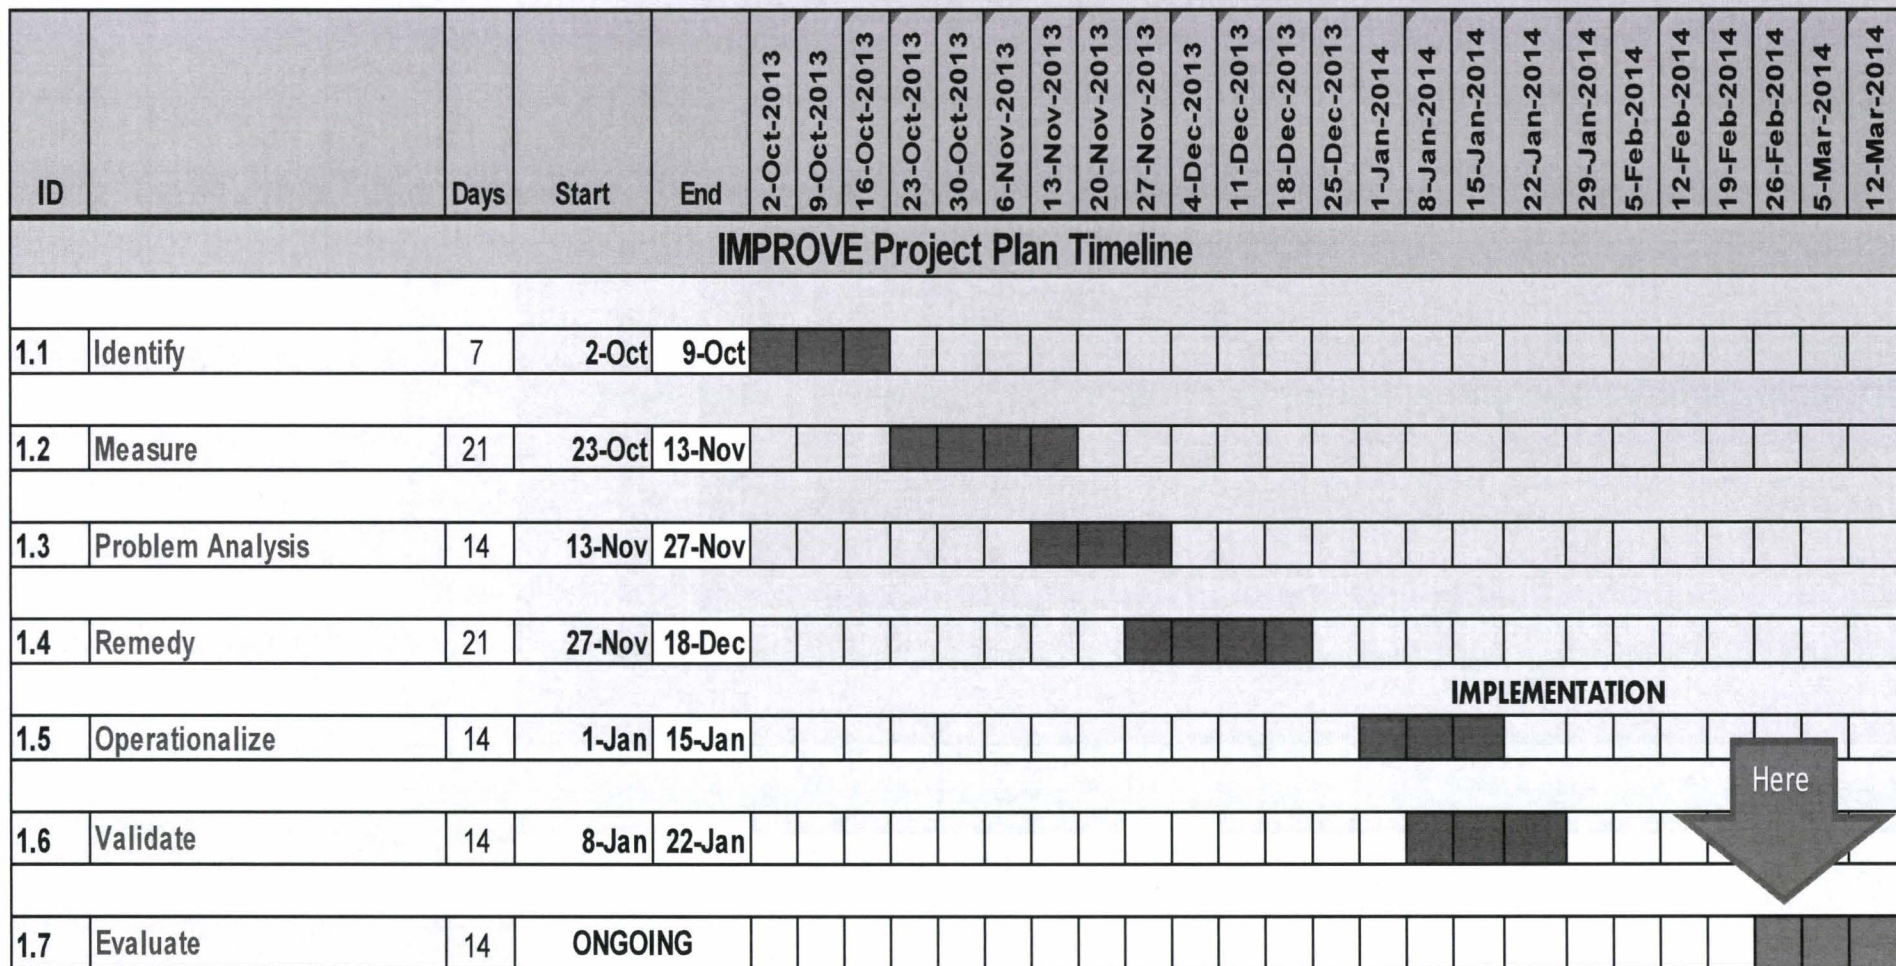 ID Days Start End 2-Oct-2013 9-Oct-2013 16-Oct-2013 23-Oct-2013 30-Oct-2013 6-Nov-2013 13-Nov-2013 20-Nov-2013 27-Nov-2013 4-Dec-2013 11-Dec-2013 18-Dec-2013 25-Dec-2013 1-Jan-2014 8-Jan-2014 15-Jan-2014 22-Jan-2014 29-Jan-2014 5-Feb-2014 12-Feb-2014 19-Feb-2014 26-Feb-2014 5-Mar-2014 12-Mar-2014
IMPROVE Project Plan Timeline
1.1 Identify 7 2-Oct 9-Oct
1.2 Measure 21 23-Oct 13-Nov
1.3 Problem Analysis 14 13-Nov 27-Nov
1.4 Remedy 21 27-Nov 18-Dec
IMPLEMENTATION
1.5 Operationalize 14 1-Jan 15-Jan
Here
1.6 Validate 14 8-Jan 22-Jan
1.7 Evaluate 14 ONGOING